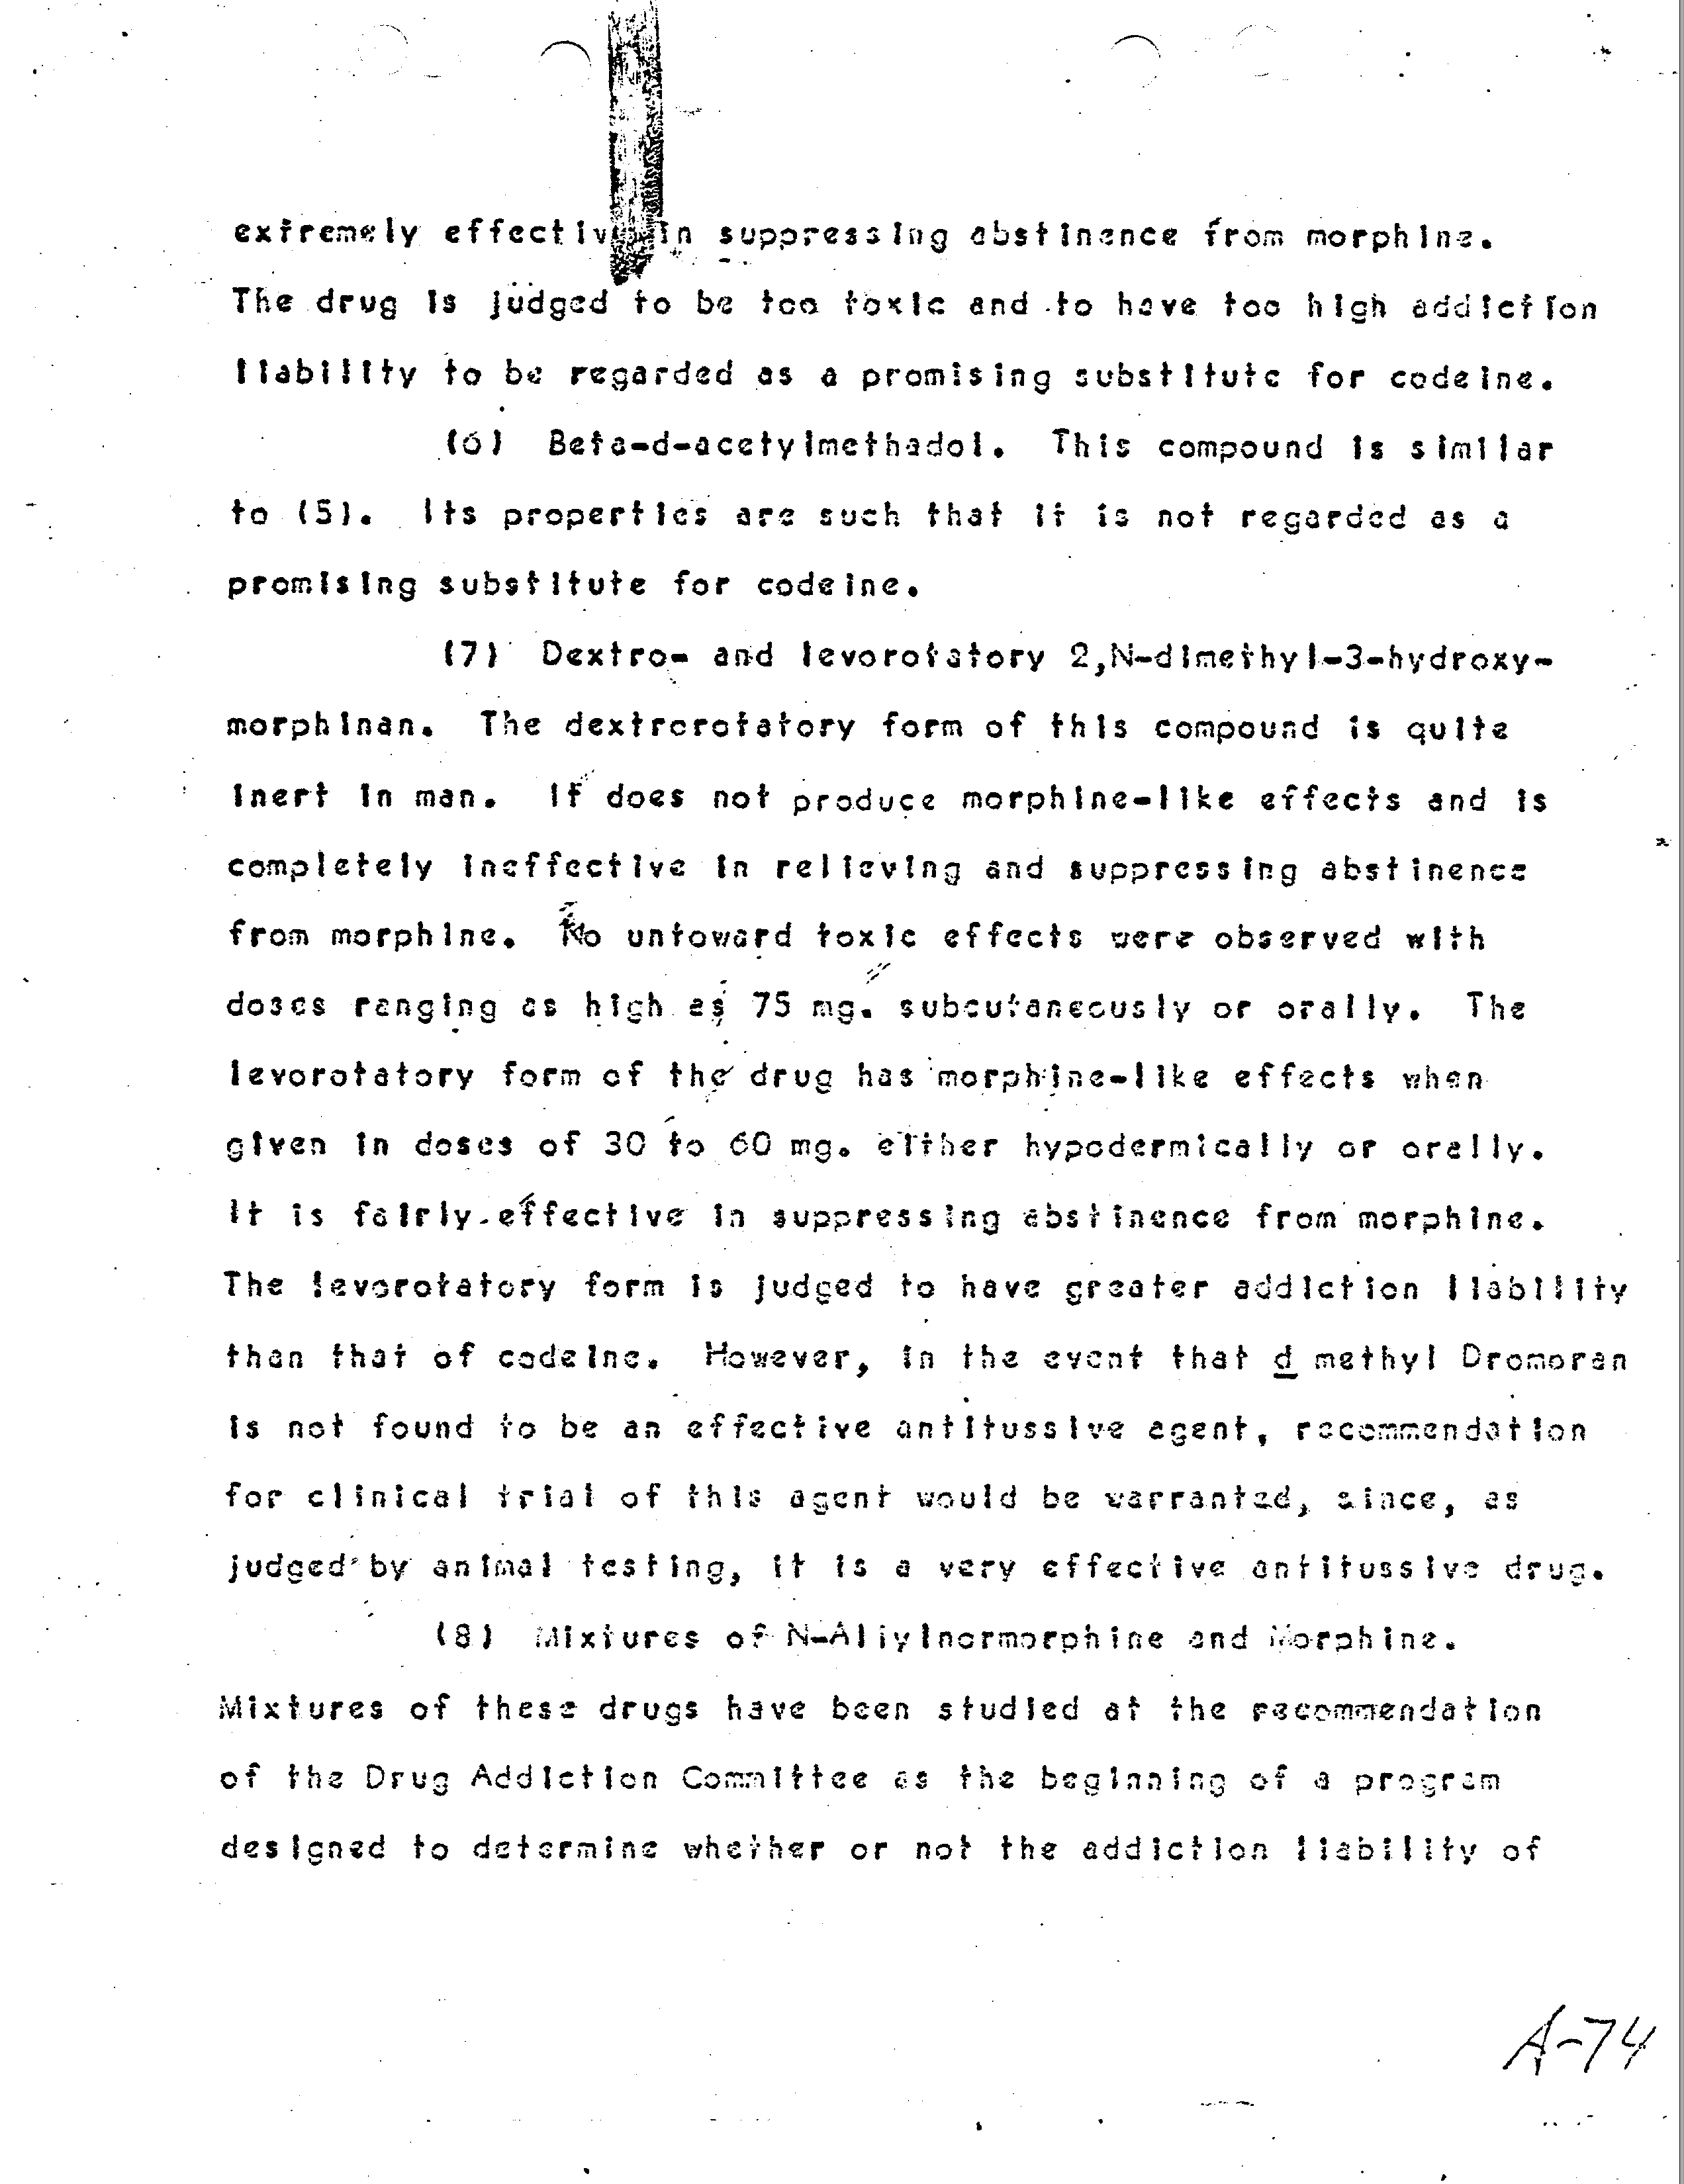 extremely effective in suppressing abstinence from morphine.
The drug is judged to be too toxic and to have too high addiction
liability to be regarded as a promising substitute for codeine.
(6) Beta-d-acetylmethadol. This compound is similar
to (5). Its properties are such that it is not regarded as a
promising substitute for codeine.
(7) Dextro- and levorotatory 2,N-dimethyl-3-hydroxy-
morphinan. The dextrorotatory form of this compound is quite
inert in man. It does not produce morphine-like effects and is
completely ineffective in relieving and suppressing abstinence
from morphine. No untoward toxic effects were observed with
doses ranging as high as 75 mg. subcutaneously or orally. The
levorotatory form of the drug has morphine-like effects when
given in doses of 30 to 60 mg. either hypodermically or orally.
It is fairly effective in suppressing abstinence from morphine.
The levorotatory form is judged to have greater addiction liability
than that of codeine. However, in the event that d methyl Dromoran
is not found to be an effective antitussive agent, recommendation
for clinical trial of this agent would be warranted, since, as
judged by animal testing, it is a very effective antitussive drug.
(8) Mixtures of N-Allylnormorphine and Morphine.
Mixtures of these drugs have been studied at the recommendation
of the Drug Addiction Committee as the beginning of a program
designed to determine whether or not the addiction liability of
A-74